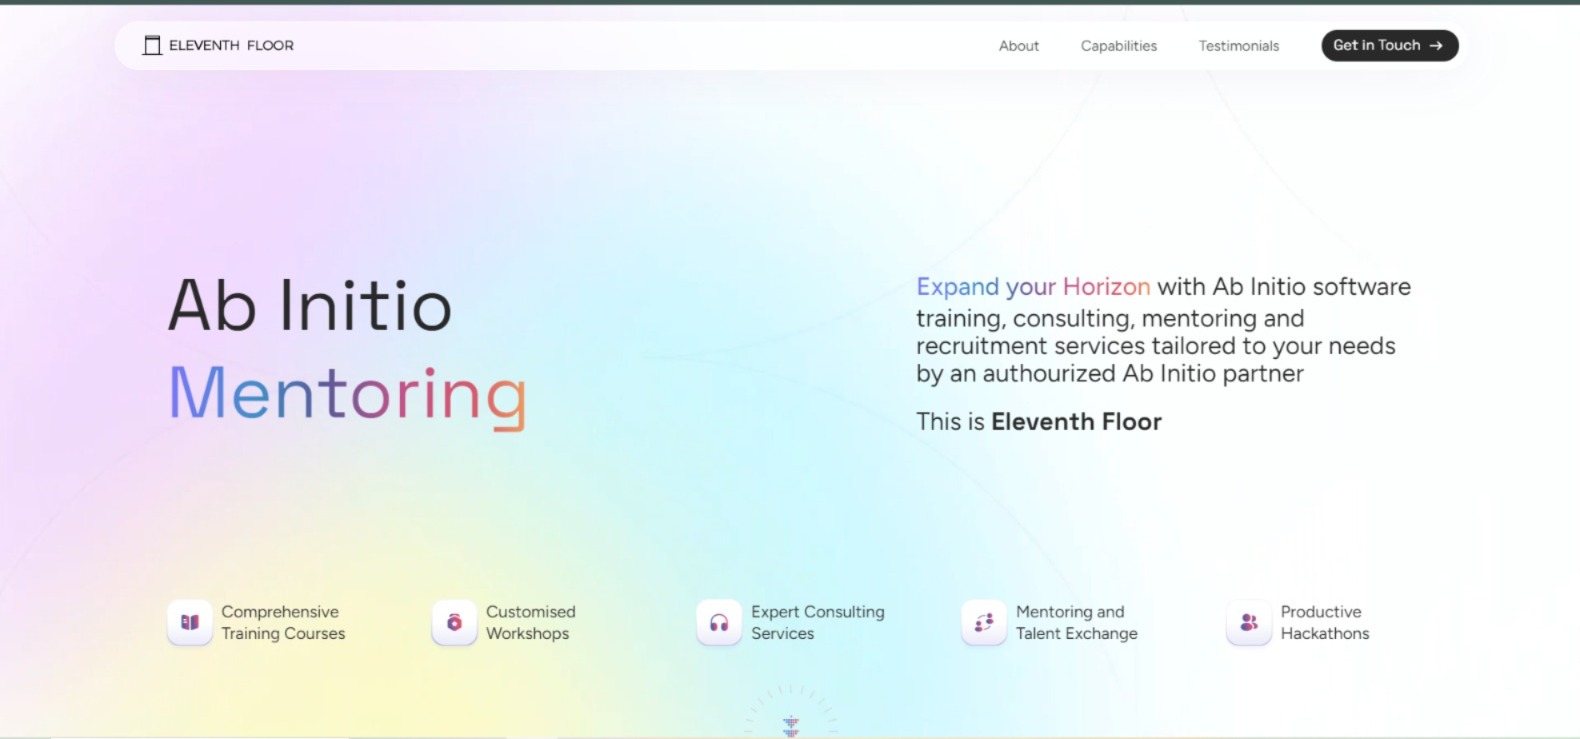 ELEVENTH FLOOR
About
Capabilities
Testimonials
Get in Touch
Ab Initio
Mentoring
Expand your Horizon with Ab Initio software
training, consulting, mentoring and
recruitment services tailored to your needs
by an authourized Ab Initio partner
This is Eleventh Floor
Comprehensive
Training Courses
Customised
Workshops
Expert Consulting
Services
Mentoring and
Talent Exchange
Productive
Hackathons